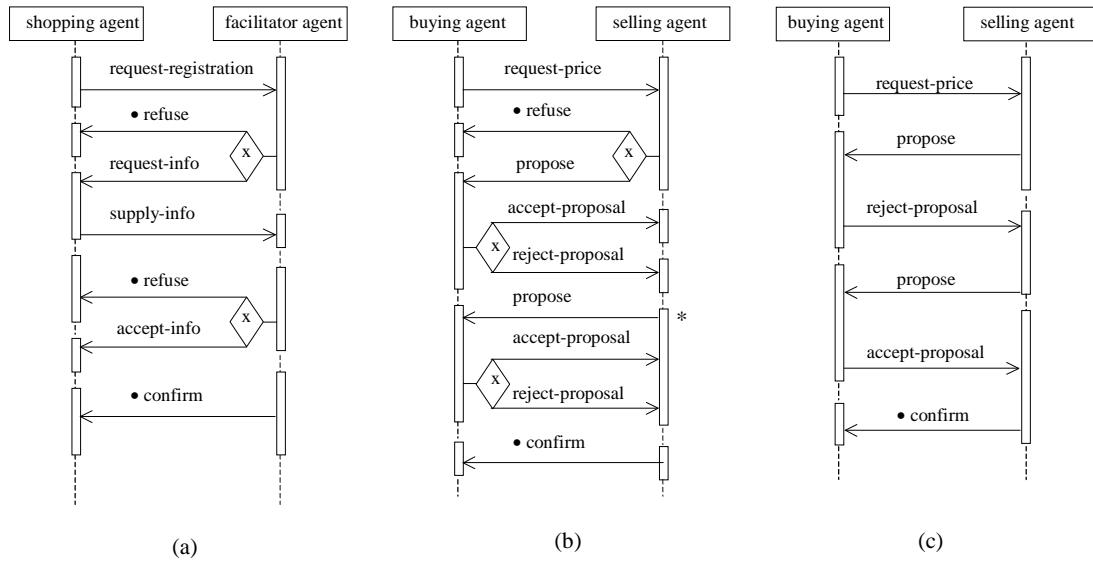 shopping agent
facilitator agent
request-registration
• refuse
x
request-info
supply-info
• refuse
x
accept-info
• confirm
(a)
buying agent
selling agent
request-price
• refuse
x
propose
accept-proposal
x
reject-proposal
propose
*
accept-proposal
x
reject-proposal
• confirm
(b)
buying agent
selling agent
request-price
propose
reject-proposal
propose
accept-proposal
• confirm
(c)